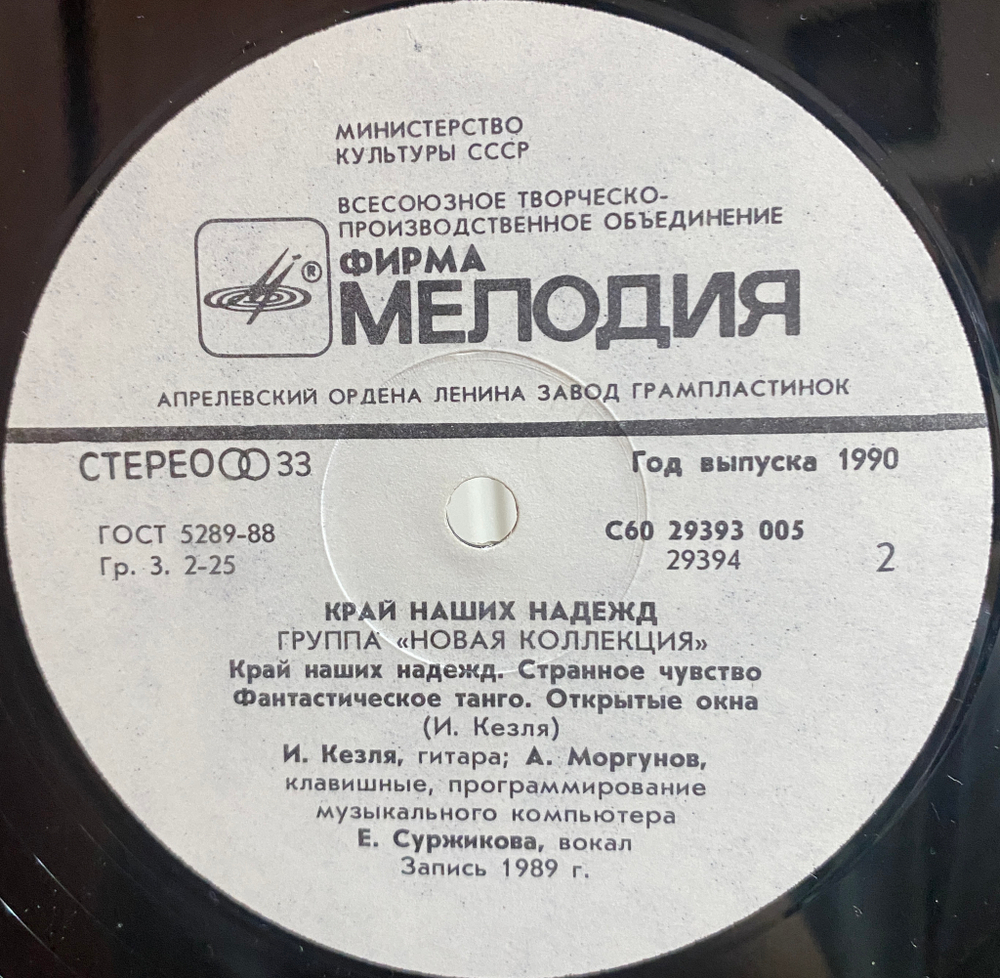 МИНИСТЕРСТВО
КУЛЬТУРЫ СССР
ВСЕСОЮЗНОЕ ТВОРЧЕСКО-
ПРОИЗВОДСТВЕННОЕ ОБЪЕДИНЕНИЕ
®
ФИРМА
МЕЛОДИЯ
АПРЕЛЕВСКИЙ ОРДЕНА ЛЕНИНА ЗАВОД ГРАМПЛАСТИНОК
СТЕРЕО 33
Год выпуска 1990
ГОСТ 5289-88
Гр. 3. 2-25
С60 29393 005
29394
2
КРАЙ НАШИХ НАДЕЖД
ГРУППА «НОВАЯ КОЛЛЕКЦИЯ»
Край наших надежд. Странное чувство
Фантастическое танго. Открытые окна
(И. Кезля)
И. Кезля, гитара; А. Моргунов,
клавишные, программирование
музыкального компьютера
Е. Суржикова, вокал
Запись 1989 г.